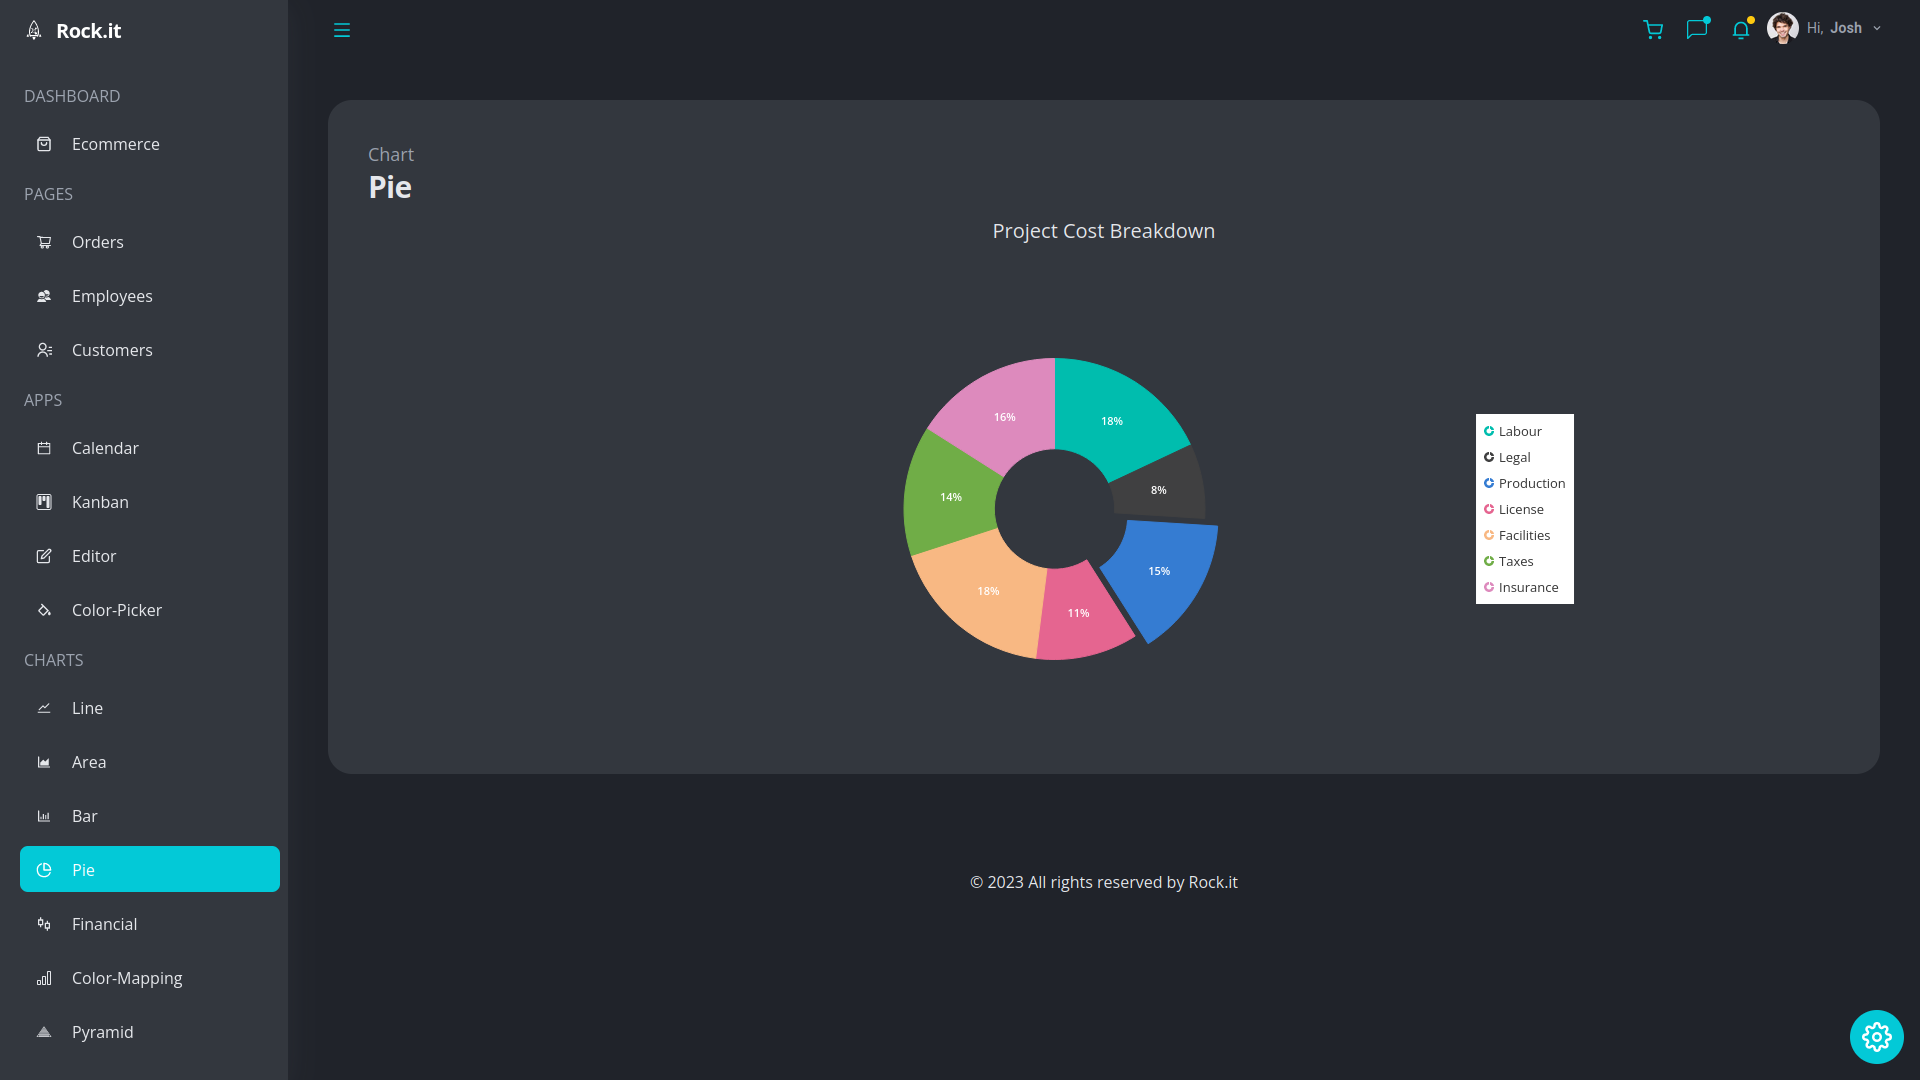 Rock.it
DASHBOARD
Ecommerce
PAGES
Orders
Employees
Customers
APPS
Calendar
Kanban
Editor
Color-Picker
CHARTS
Line
Area
Bar
Pie
Financial
Color-Mapping
Pyramid
Hi, Josh
Chart
Pie
Project Cost Breakdown
16%
18%
8%
14%
15%
18%
11%
Labour
Legal
Production
License
Facilities
Taxes
Insurance
© 2023 All rights reserved by Rock.it